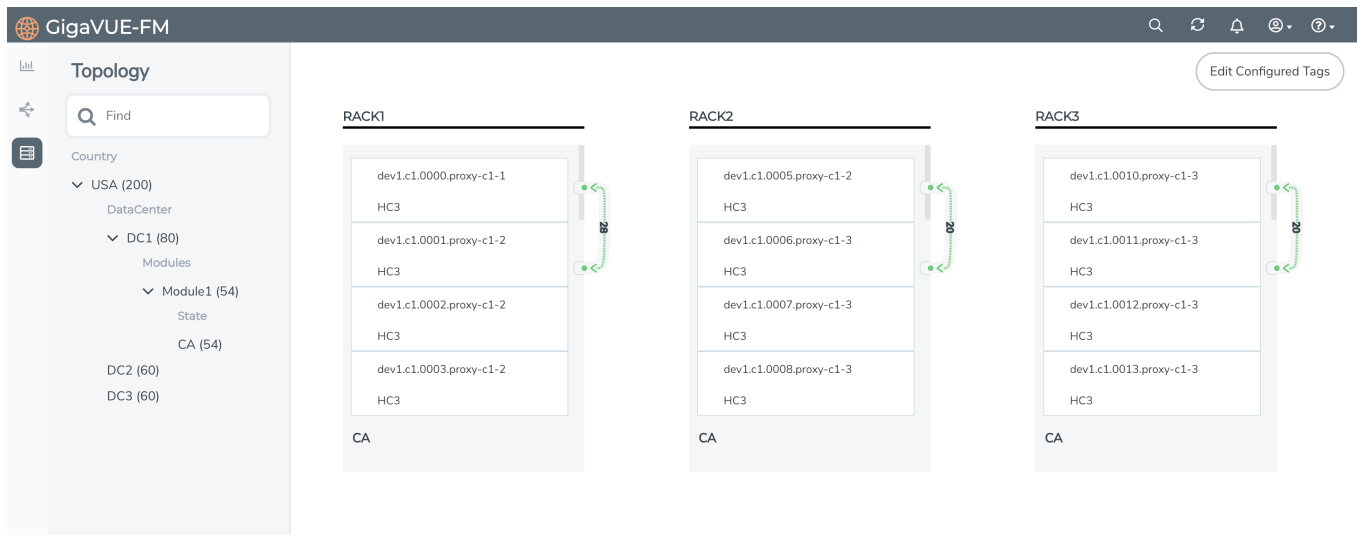 GigaVUE-FM
Topology
Edit Configured Tags
Find
Country
USA (200)
DataCenter
DC1 (80)
Modules
Module1 (54)
State
CA (54)
DC2 (60)
DC3 (60)
RACK1
dev1.c1.0000.proxy-c1-1
HC3
dev1.c1.0001.proxy-c1-2
HC3
dev1.c1.0002.proxy-c1-2
HC3
dev1.c1.0003.proxy-c1-2
HC3
CA
28
RACK2
dev1.c1.0005.proxy-c1-2
HC3
dev1.c1.0006.proxy-c1-3
HC3
dev1.c1.0007.proxy-c1-3
HC3
dev1.c1.0008.proxy-c1-3
HC3
CA
20
RACK3
dev1.c1.0010.proxy-c1-3
HC3
dev1.c1.0011.proxy-c1-3
HC3
dev1.c1.0012.proxy-c1-3
HC3
dev1.c1.0013.proxy-c1-3
HC3
CA
20